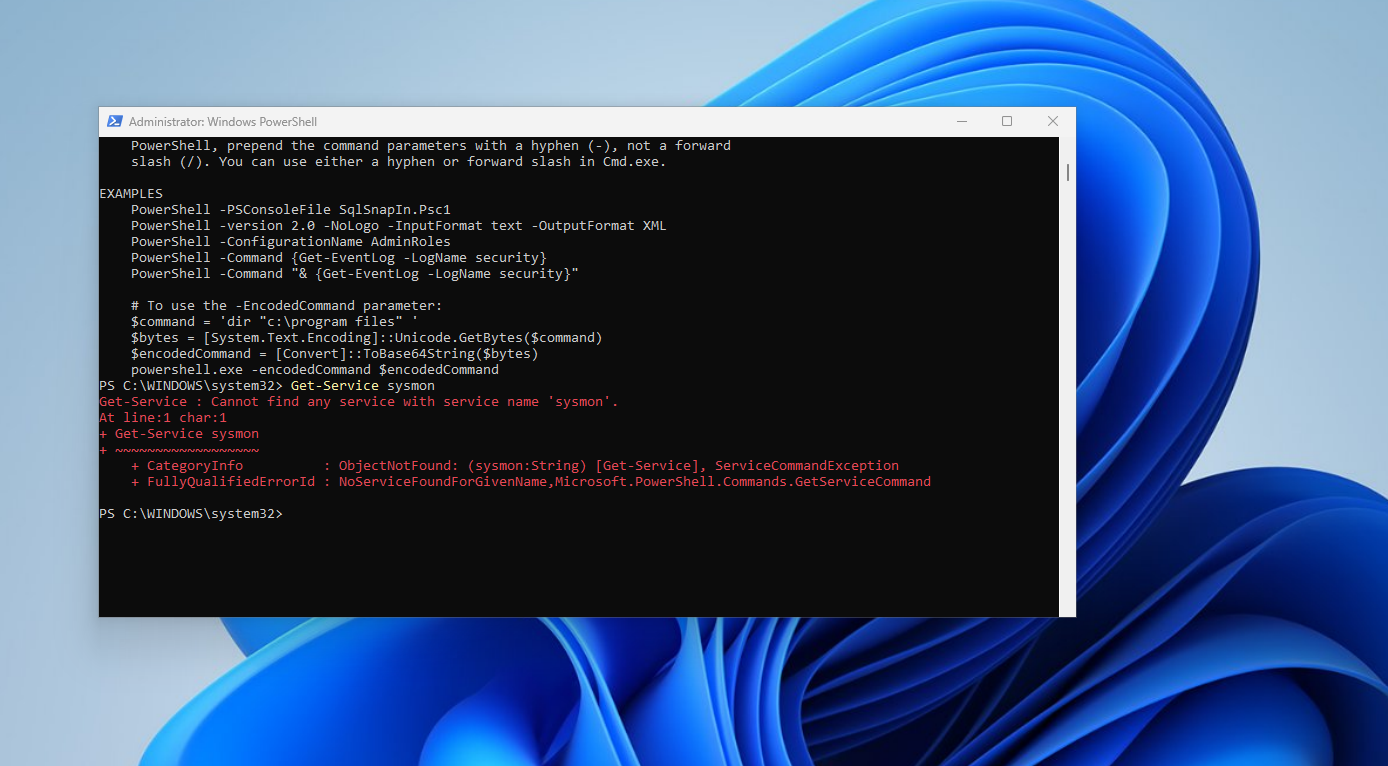 Administrator: Windows PowerShell
PowerShell, prepend the command parameters with a hyphen (-), not a forward
slash (/). You can use either a hyphen or forward slash in Cmd.exe.
EXAMPLES
PowerShell -PSConsoleFile SqlSnapIn.Psc1
PowerShell -version 2.0 -NoLogo -InputFormat text -OutputFormat XML
PowerShell -ConfigurationName AdminRoles
PowerShell -Command {Get-EventLog -LogName security}
PowerShell -Command "& {Get-EventLog -LogName security}"
# To use the -EncodedCommand parameter:
$command = 'dir "c:\program files" '
$bytes = [System.Text.Encoding]::Unicode.GetBytes($command)
$encodedCommand = [Convert]::ToBase64String($bytes)
powershell.exe -encodedCommand $encodedCommand
PS C:\WINDOWS\system32> Get-Service sysmon
Get-Service : Cannot find any service with service name 'sysmon'.
At line:1 char:1
+ Get-Service sysmon
+ ~~~~~~~~~~~~~~~~~~
+ CategoryInfo : ObjectNotFound: (sysmon:String) [Get-Service], ServiceCommandException
+ FullyQualifiedErrorId : NoServiceFoundForGivenName,Microsoft.PowerShell.Commands.GetServiceCommand
PS C:\WINDOWS\system32>